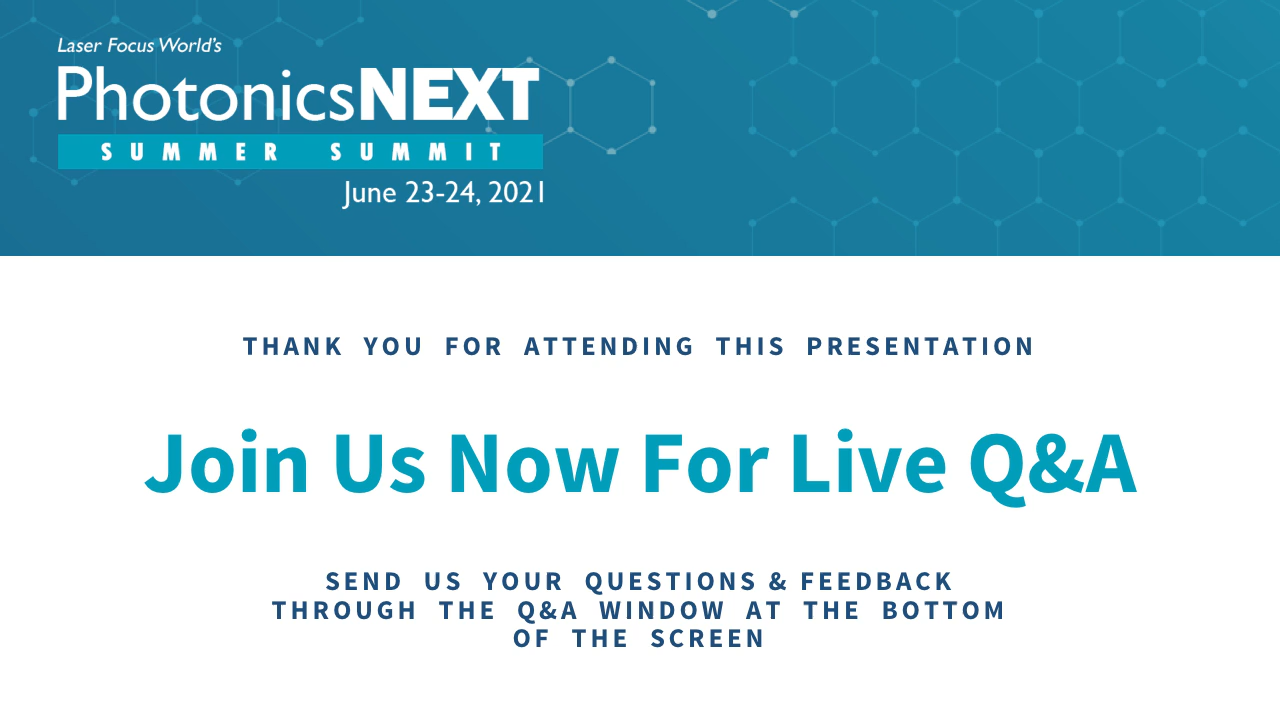 Laser Focus World's
PhotonicsNEXT
SUMMER SUMMIT
June 23-24, 2021
THANK YOU FOR ATTENDING THIS PRESENTATION
Join Us Now For Live Q&A
SEND US YOUR QUESTIONS & FEEDBACK
THROUGH THE Q&A WINDOW AT THE BOTTOM
OF THE SCREEN